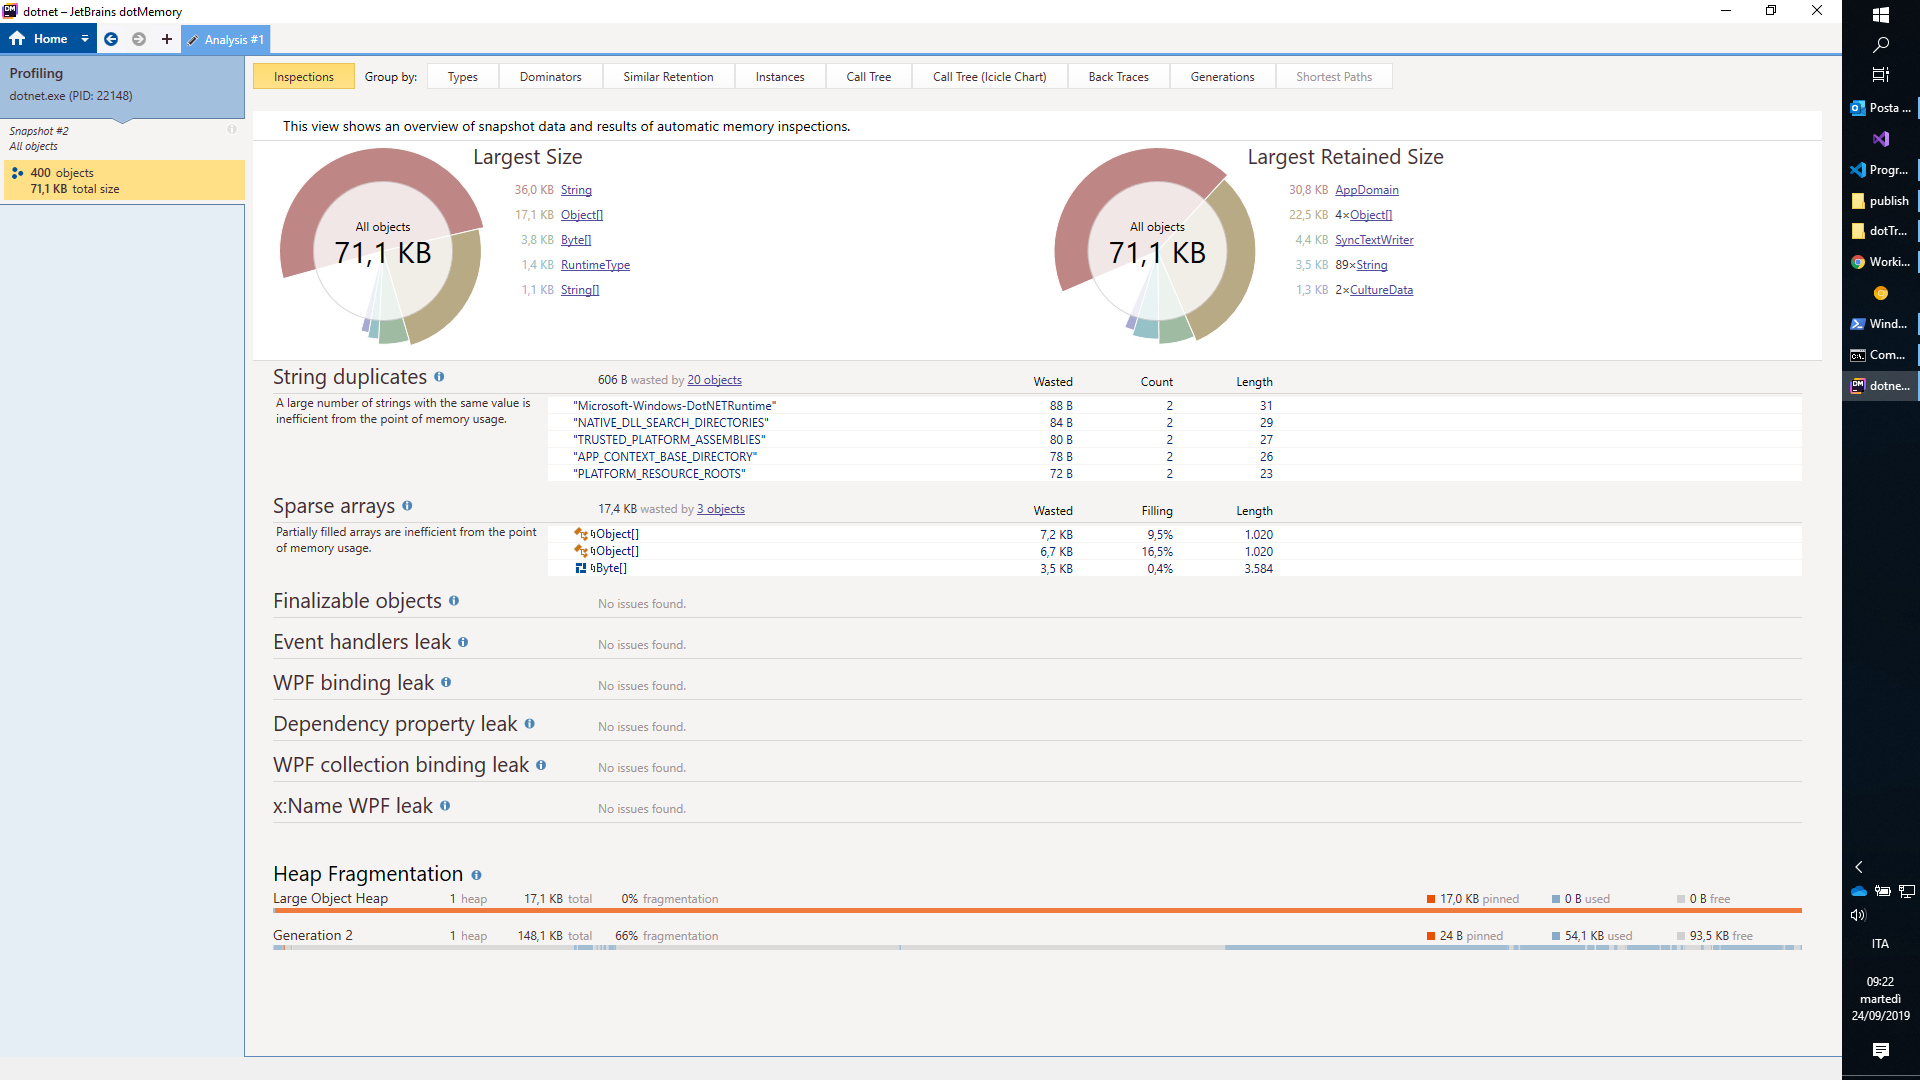 dotnet – JetBrains dotMemory
Home
Analysis #1
Profiling
dotnet.exe (PID: 22148)
Snapshot #2
All objects
400 objects
71,1 KB total size
Inspections
Group by:
Types
Dominators
Similar Retention
Instances
Call Tree
Call Tree (Icicle Chart)
Back Traces
Generations
Shortest Paths
This view shows an overview of snapshot data and results of automatic memory inspections.
All objects
71,1 KB
Largest Size
36,0 KB String
17,1 KB Object[]
3,8 KB Byte[]
1,4 KB RuntimeType
1,1 KB String[]
All objects
71,1 KB
Largest Retained Size
30,8 KB AppDomain
22,5 KB 4×Object[]
4,4 KB SyncTextWriter
3,5 KB 89×String
1,3 KB 2×CultureData
String duplicates
606 B wasted by 20 objects
Wasted Count Length
A large number of strings with the same value is
inefficient from the point of memory usage.
"Microsoft-Windows-DotNETRuntime" 88 B 2 31
"NATIVE_DLL_SEARCH_DIRECTORIES" 84 B 2 29
"TRUSTED_PLATFORM_ASSEMBLIES" 80 B 2 27
"APP_CONTEXT_BASE_DIRECTORY" 78 B 2 26
"PLATFORM_RESOURCE_ROOTS" 72 B 2 23
Sparse arrays
17,4 KB wasted by 3 objects
Wasted Filling Length
Partially filled arrays are inefficient from the point
of memory usage.
Object[] 7,2 KB 9,5% 1.020
Object[] 6,7 KB 16,5% 1.020
Byte[] 3,5 KB 0,4% 3.584
Finalizable objects No issues found.
Event handlers leak No issues found.
WPF binding leak No issues found.
Dependency property leak No issues found.
WPF collection binding leak No issues found.
x:Name WPF leak No issues found.
Heap Fragmentation
Large Object Heap 1 heap 17,1 KB total 0% fragmentation 17,0 KB pinned 0 B used 0 B free
Generation 2 1 heap 148,1 KB total 66% fragmentation 24 B pinned 54,1 KB used 93,5 KB free
Posta ...
Progr...
publish
dotTr...
Worki...
Wind...
Com...
dotne...
ITA
09:22
martedì
24/09/2019